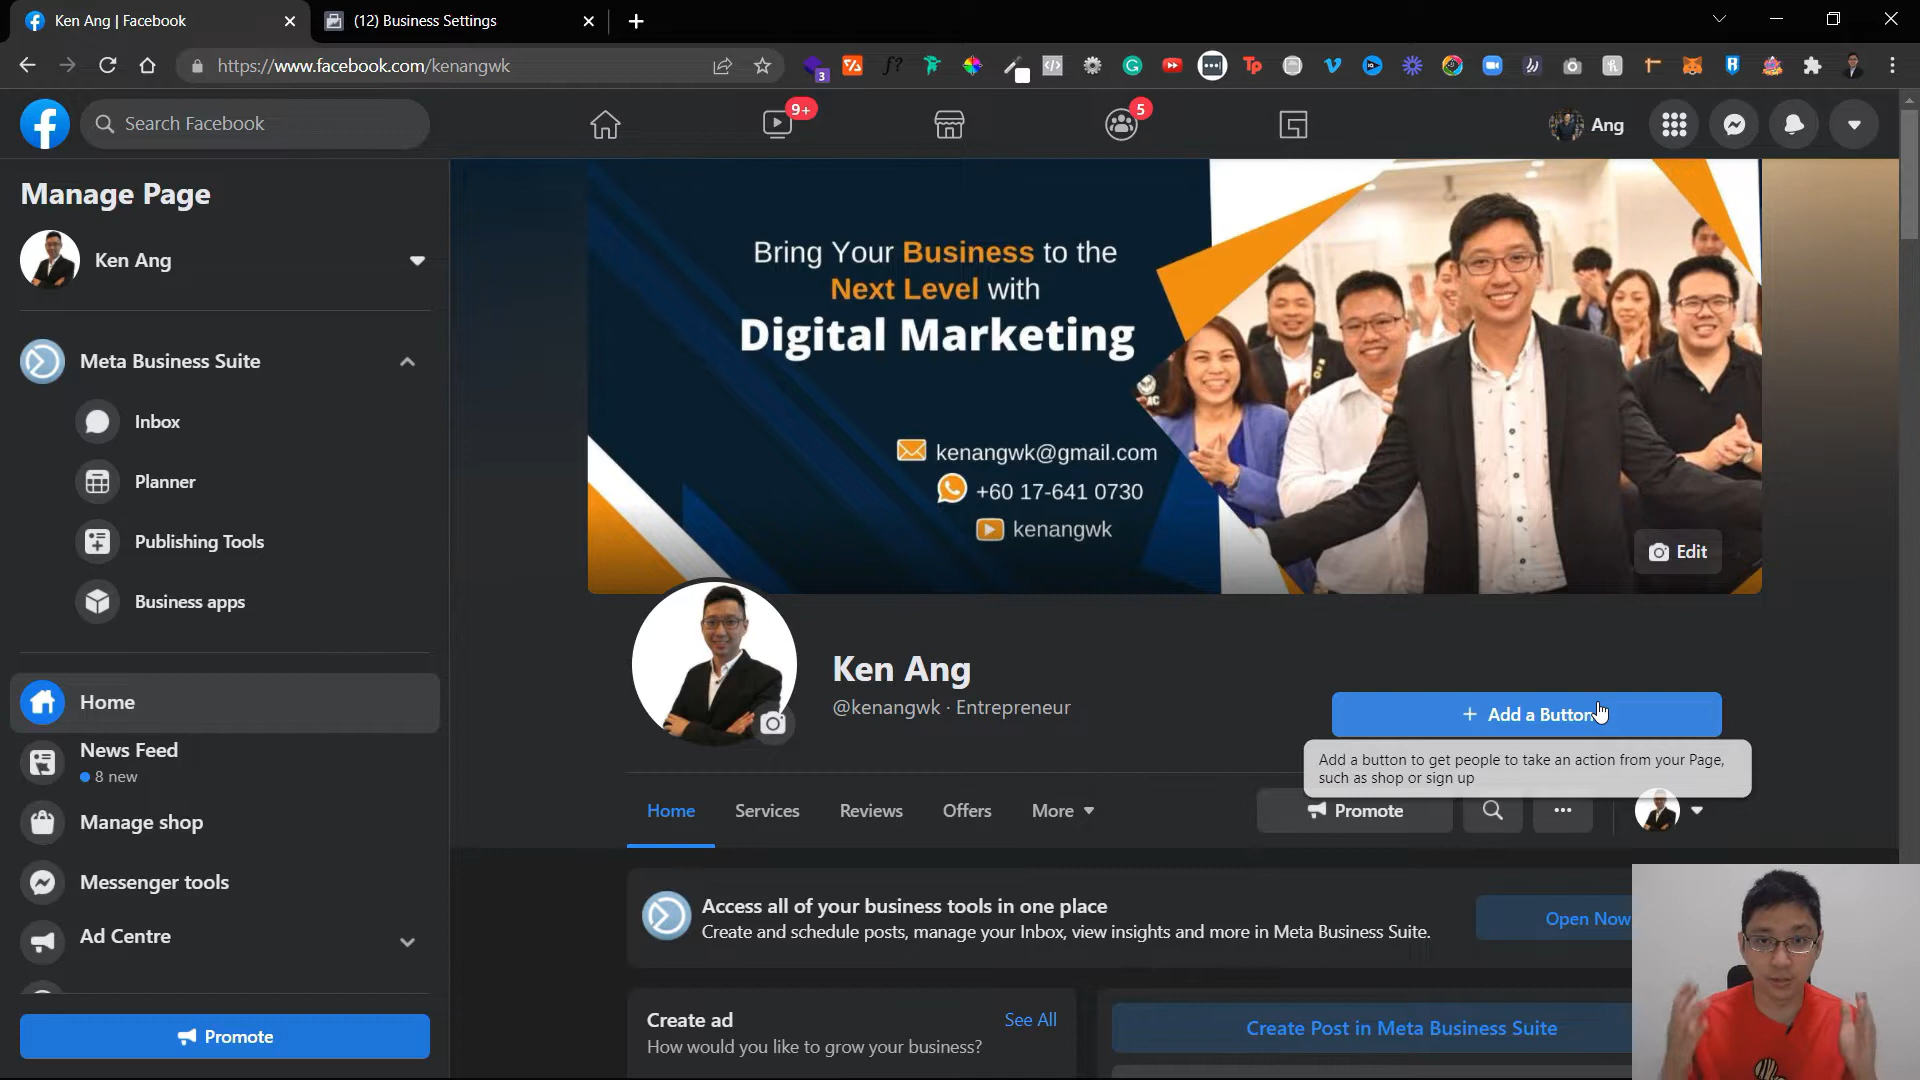 Ken Ang | Facebook
(12) Business Settings
https://www.facebook.com/kenangwk
3
Search Facebook
9+
5
Ang
Manage Page
Ken Ang
Meta Business Suite
Inbox
Planner
Publishing Tools
Business apps
Home
News Feed
8 new
Manage shop
Messenger tools
Ad Centre
Promote
Bring Your Business to the
Next Level with
Digital Marketing
kenangwk@gmail.com
+60 17-641 0730
kenangwk
Edit
Ken Ang
@kenangwk · Entrepreneur
+ Add a Button
Add a button to get people to take an action from your Page,
such as shop or sign up
Home
Services
Reviews
Offers
More
Promote
Access all of your business tools in one place
Create and schedule posts, manage your Inbox, view insights and more in Meta Business Suite.
Open Now
Create ad
See All
How would you like to grow your business?
Create Post in Meta Business Suite